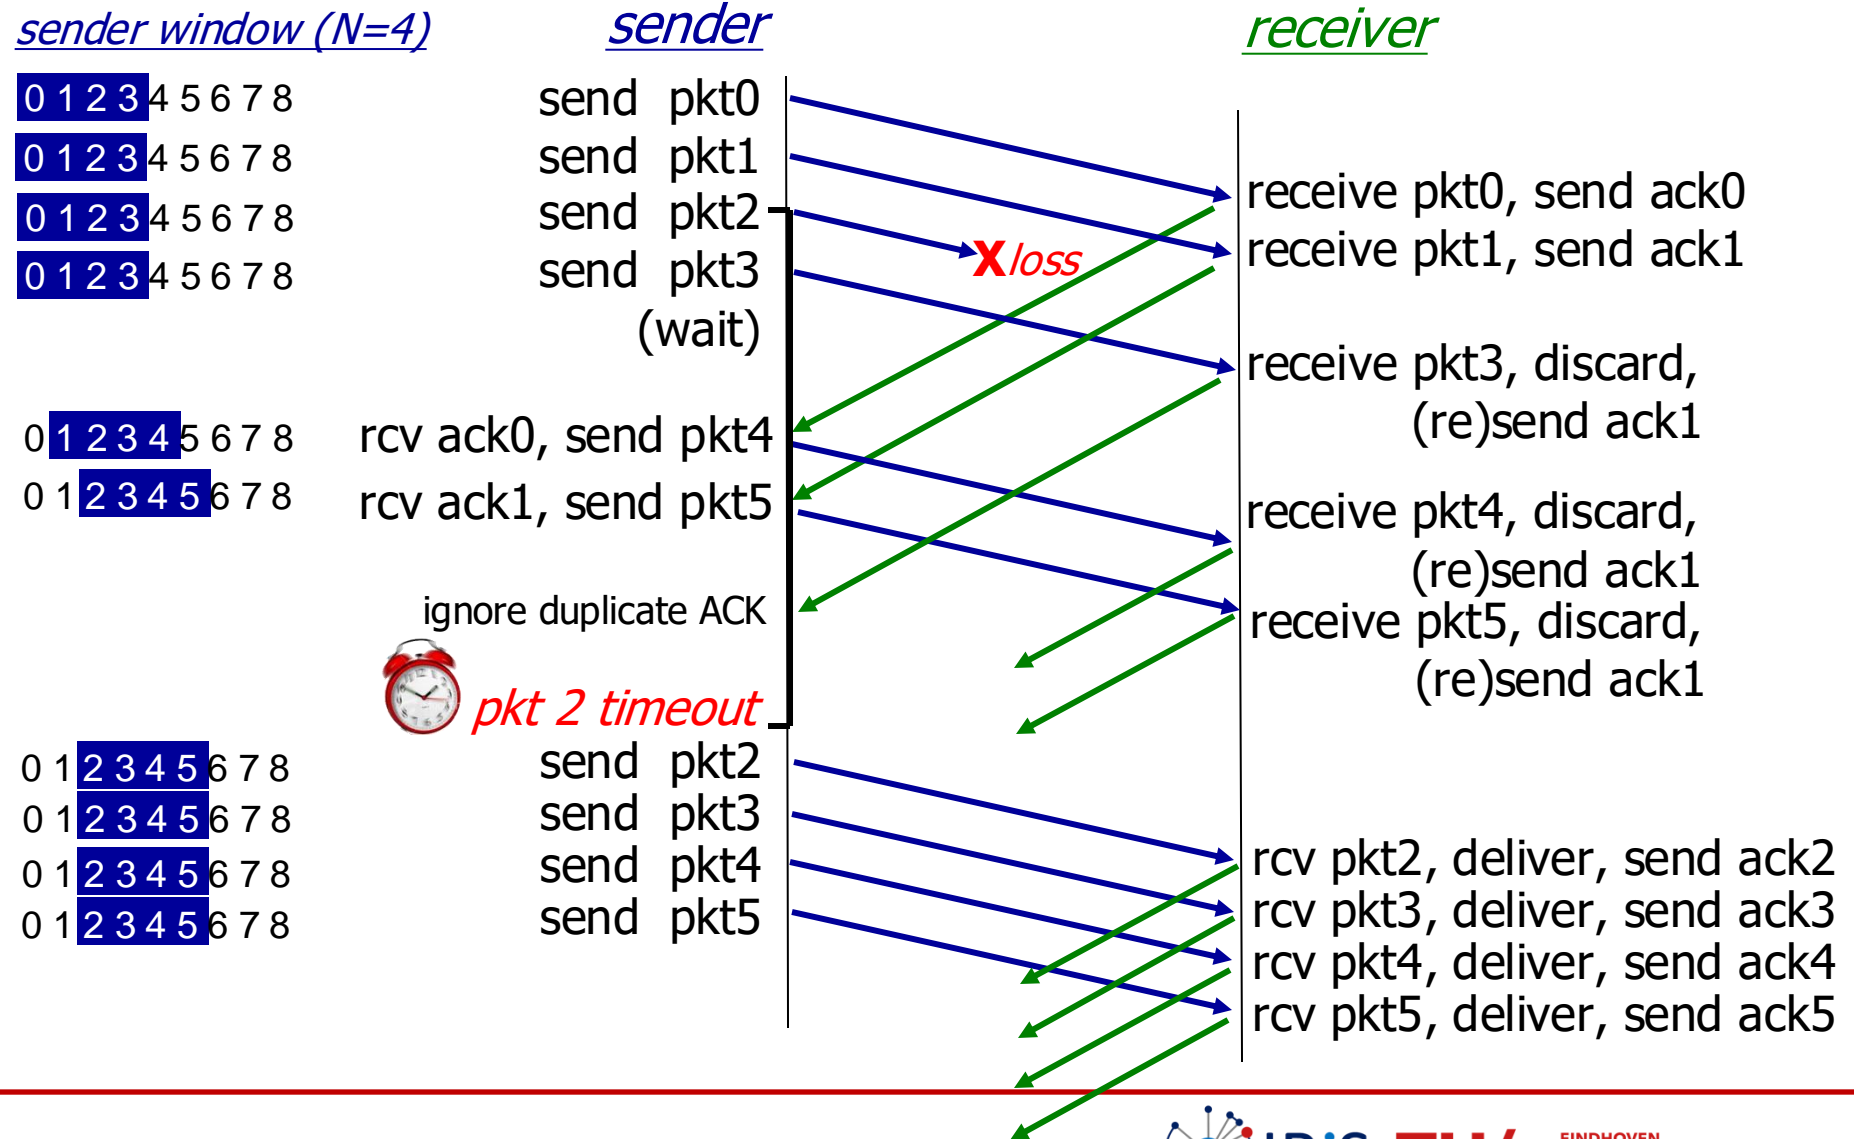 sender window (N=4) sender receiver
0 1 2 3 4 5 6 7 8 send pkt0
0 1 2 3 4 5 6 7 8 send pkt1
receive pkt0, send ack0
0 1 2 3 4 5 6 7 8 send pkt2
X loss
receive pkt1, send ack1
0 1 2 3 4 5 6 7 8 send pkt3
(wait)
receive pkt3, discard,
(re)send ack1
0 1 2 3 4 5 6 7 8 rcv ack0, send pkt4
0 1 2 3 4 5 6 7 8 rcv ack1, send pkt5
receive pkt4, discard,
(re)send ack1
ignore duplicate ACK
receive pkt5, discard,
(re)send ack1
pkt 2 timeout
0 1 2 3 4 5 6 7 8 send pkt2
0 1 2 3 4 5 6 7 8 send pkt3
0 1 2 3 4 5 6 7 8 send pkt4
0 1 2 3 4 5 6 7 8 send pkt5
rcv pkt2, deliver, send ack2
rcv pkt3, deliver, send ack3
rcv pkt4, deliver, send ack4
rcv pkt5, deliver, send ack5
EINDHOVEN